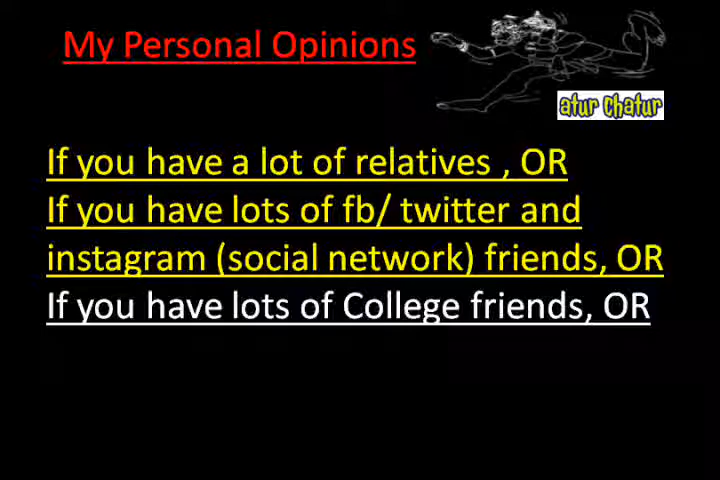 My Personal Opinions
atur chatur
If you have a lot of relatives , OR
If you have lots of fb/ twitter and
instagram (social network) friends, OR
If you have lots of College friends, OR